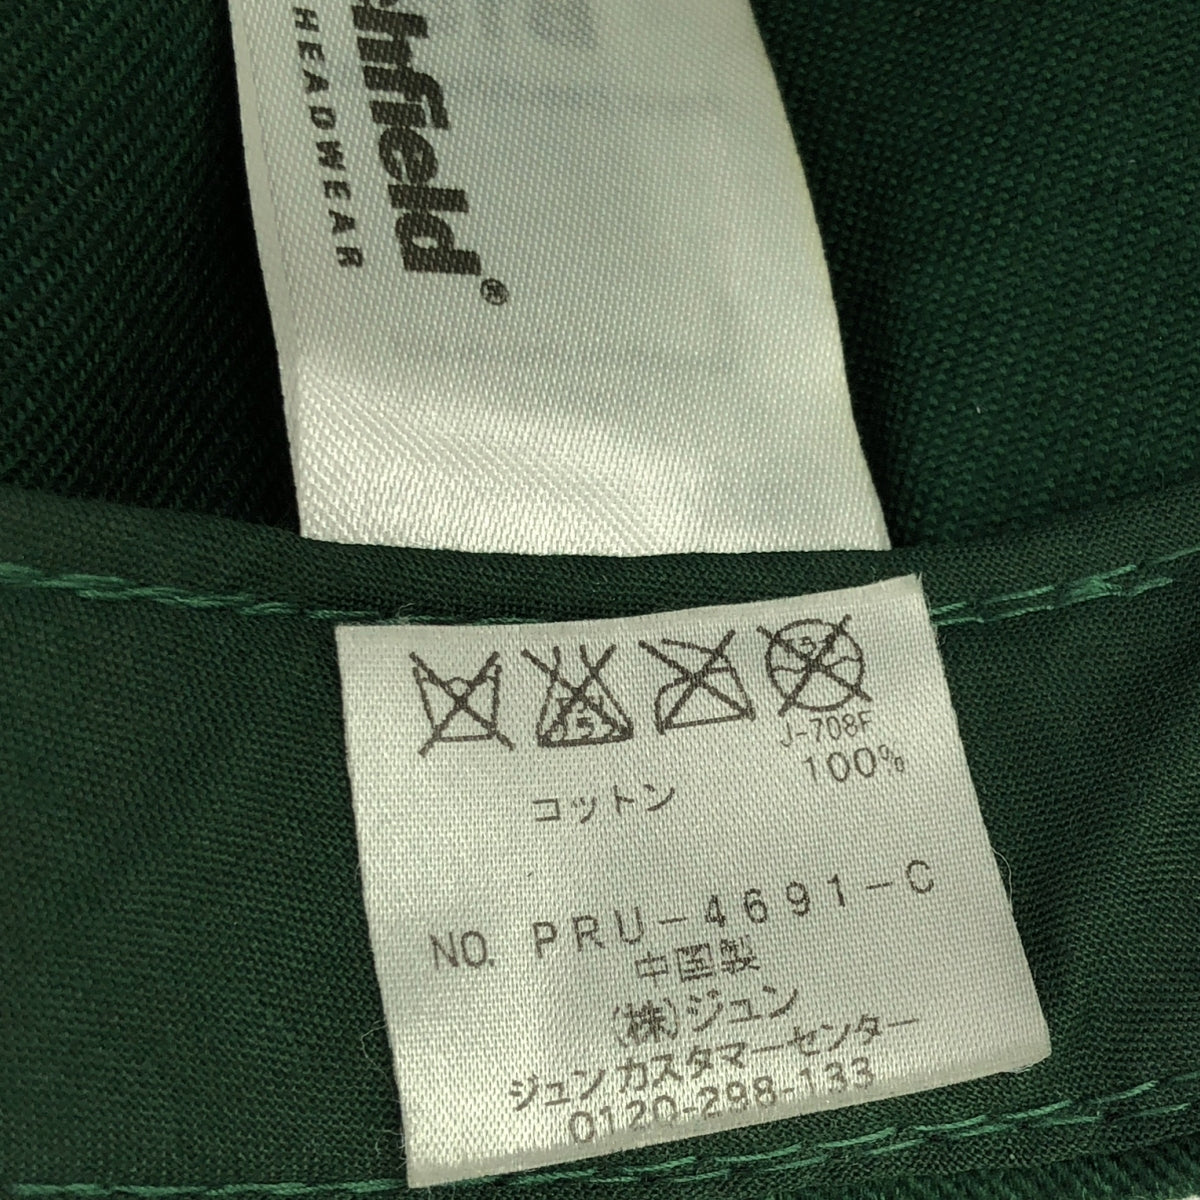 chfield®
HEADWEAR
J-708F
コットン 100%
NO. PRU-4691-C
中国製
(株)ジュン
ジュンカスタマーセンター
0120-298-133